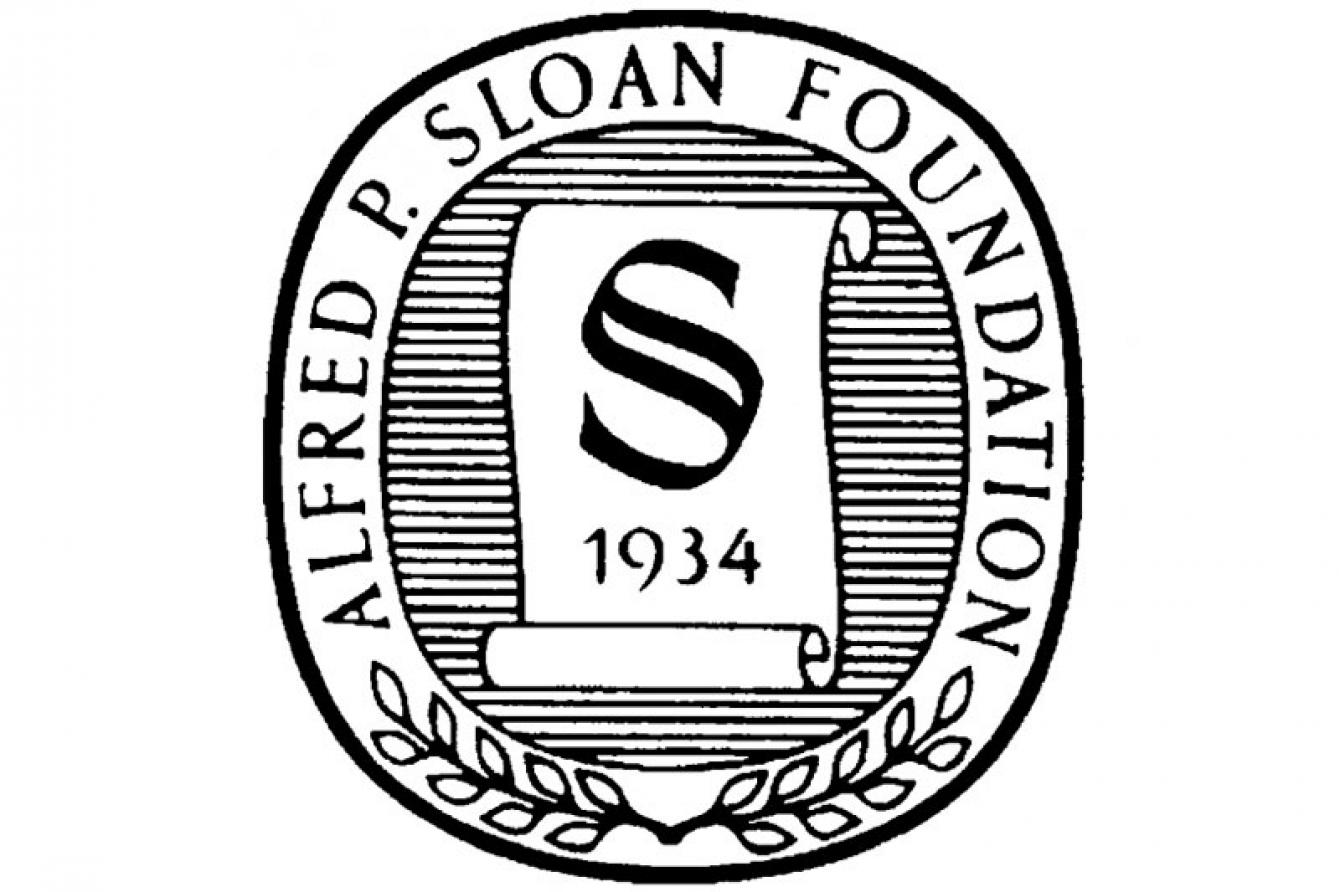 ALFRED P. SLOAN FOUNDATION
S
1934